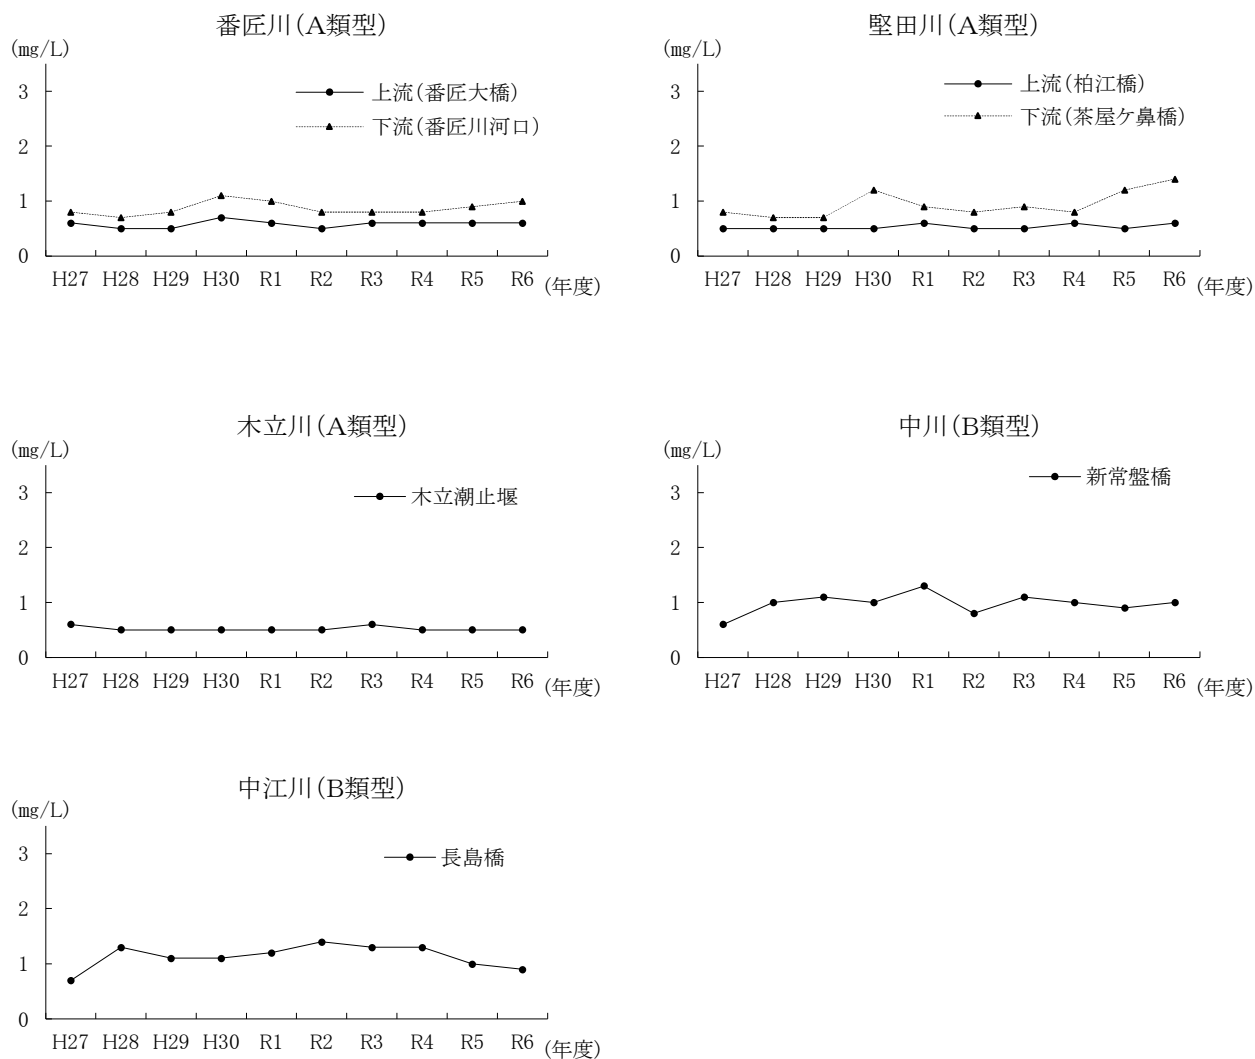 番匠川(A類型)
(mg/L)
上流(番匠大橋)
下流(番匠川河口)
3
2
1
0
H27 H28 H29 H30 R1 R2 R3 R4 R5 R6 (年度)
堅田川(A類型)
(mg/L)
上流(柏江橋)
下流(茶屋ケ鼻橋)
3
2
1
0
H27 H28 H29 H30 R1 R2 R3 R4 R5 R6 (年度)
木立川(A類型)
(mg/L)
木立潮止堰
3
2
1
0
H27 H28 H29 H30 R1 R2 R3 R4 R5 R6 (年度)
中川(B類型)
(mg/L)
新常盤橋
3
2
1
0
H27 H28 H29 H30 R1 R2 R3 R4 R5 R6 (年度)
中江川(B類型)
(mg/L)
長島橋
3
2
1
0
H27 H28 H29 H30 R1 R2 R3 R4 R5 R6 (年度)